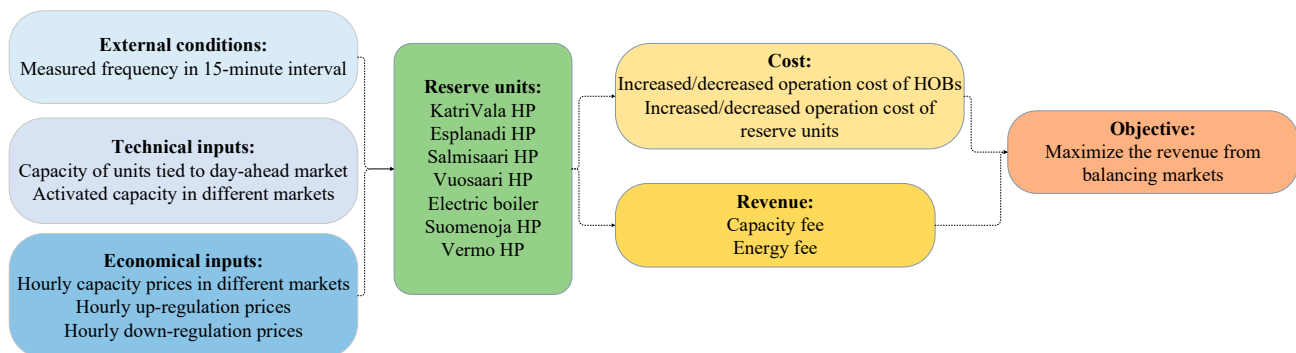 External conditions:
Measured frequency in 15-minute interval
Technical inputs:
Capacity of units tied to day-ahead market
Activated capacity in different markets
Economical inputs:
Hourly capacity prices in different markets
Hourly up-regulation prices
Hourly down-regulation prices
Reserve units:
KatriVala HP
Esplanadi HP
Salmisaari HP
Vuosaari HP
Electric boiler
Suomenoja HP
Vermo HP
Cost:
Increased/decreased operation cost of HOBs
Increased/decreased operation cost of
reserve units
Revenue:
Capacity fee
Energy fee
Objective:
Maximize the revenue from
balancing markets